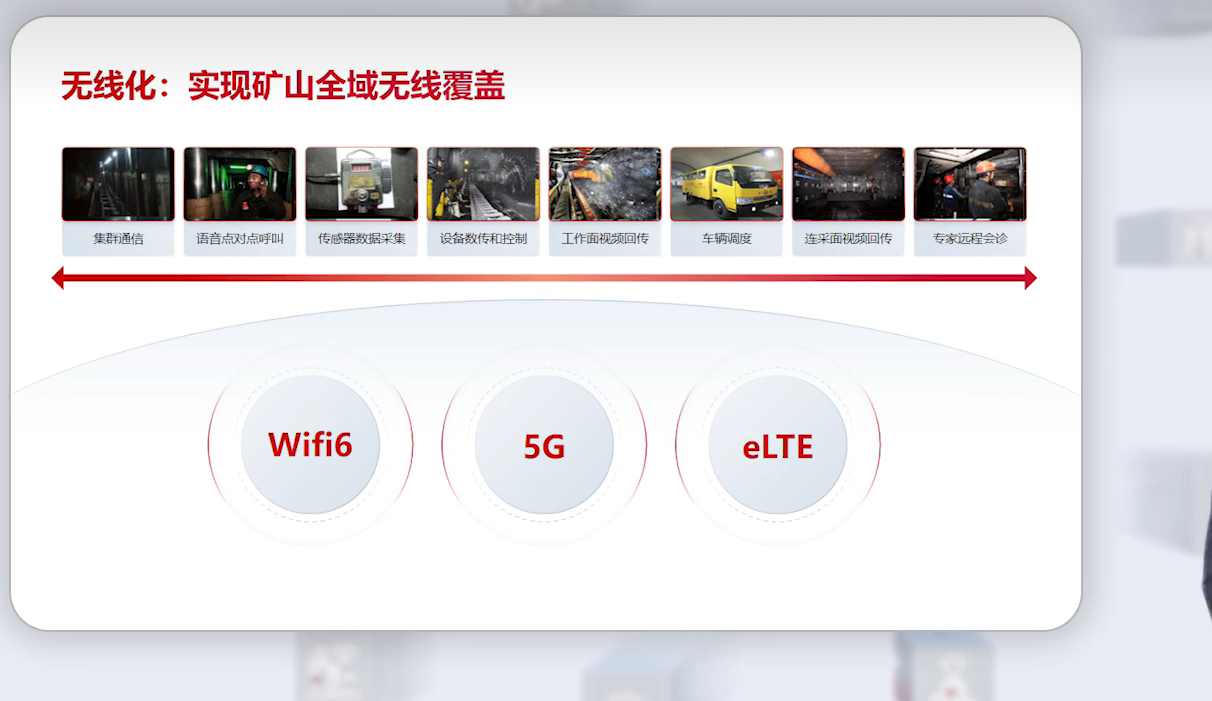 无线化：实现矿山全域无线覆盖
集群通信
语音点对点呼叫
传感器数据采集
设备数传和控制
工作面视频回传
车辆调度
连采面视频回传
专家远程会诊
Wifi6
5G
eLTE